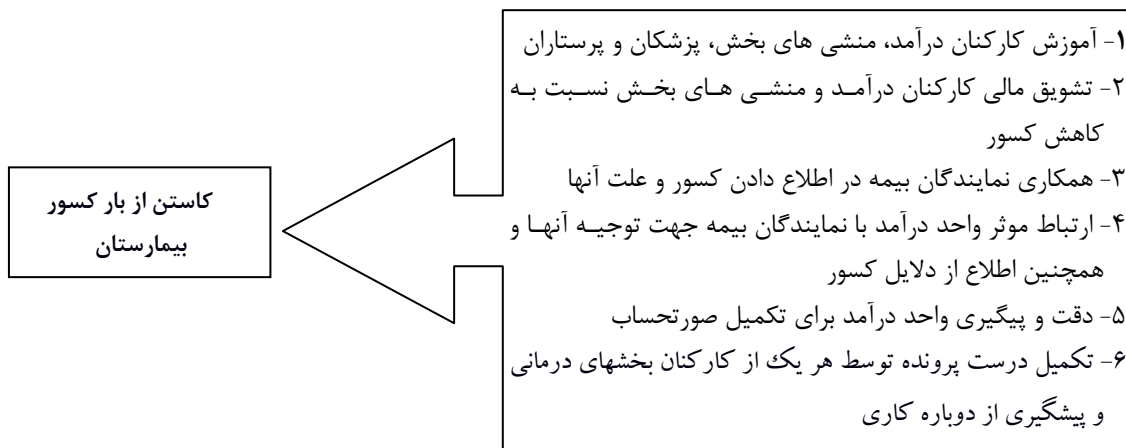 ۱- آموزش کارکنان درآمد، منشی های بخش، پزشکان و پرستاران
۲- تشویق مالی کارکنان درآمد و منشی های بخش نسبت به
کاهش کسور
۳- همکاری نمایندگان بیمه در اطلاع دادن کسور و علت آنها
۴- ارتباط موثر واحد درآمد با نمایندگان بیمه جهت توجیه آنها و
همچنین اطلاع از دلایل کسور
۵- دقت و پیگیری واحد درآمد برای تکمیل صورتحساب
۶- تکمیل درست پرونده توسط هر یک از کارکنان بخشهای درمانی
و پیشگیری از دوباره کاری
کاستن از بار کسور
بیمارستان